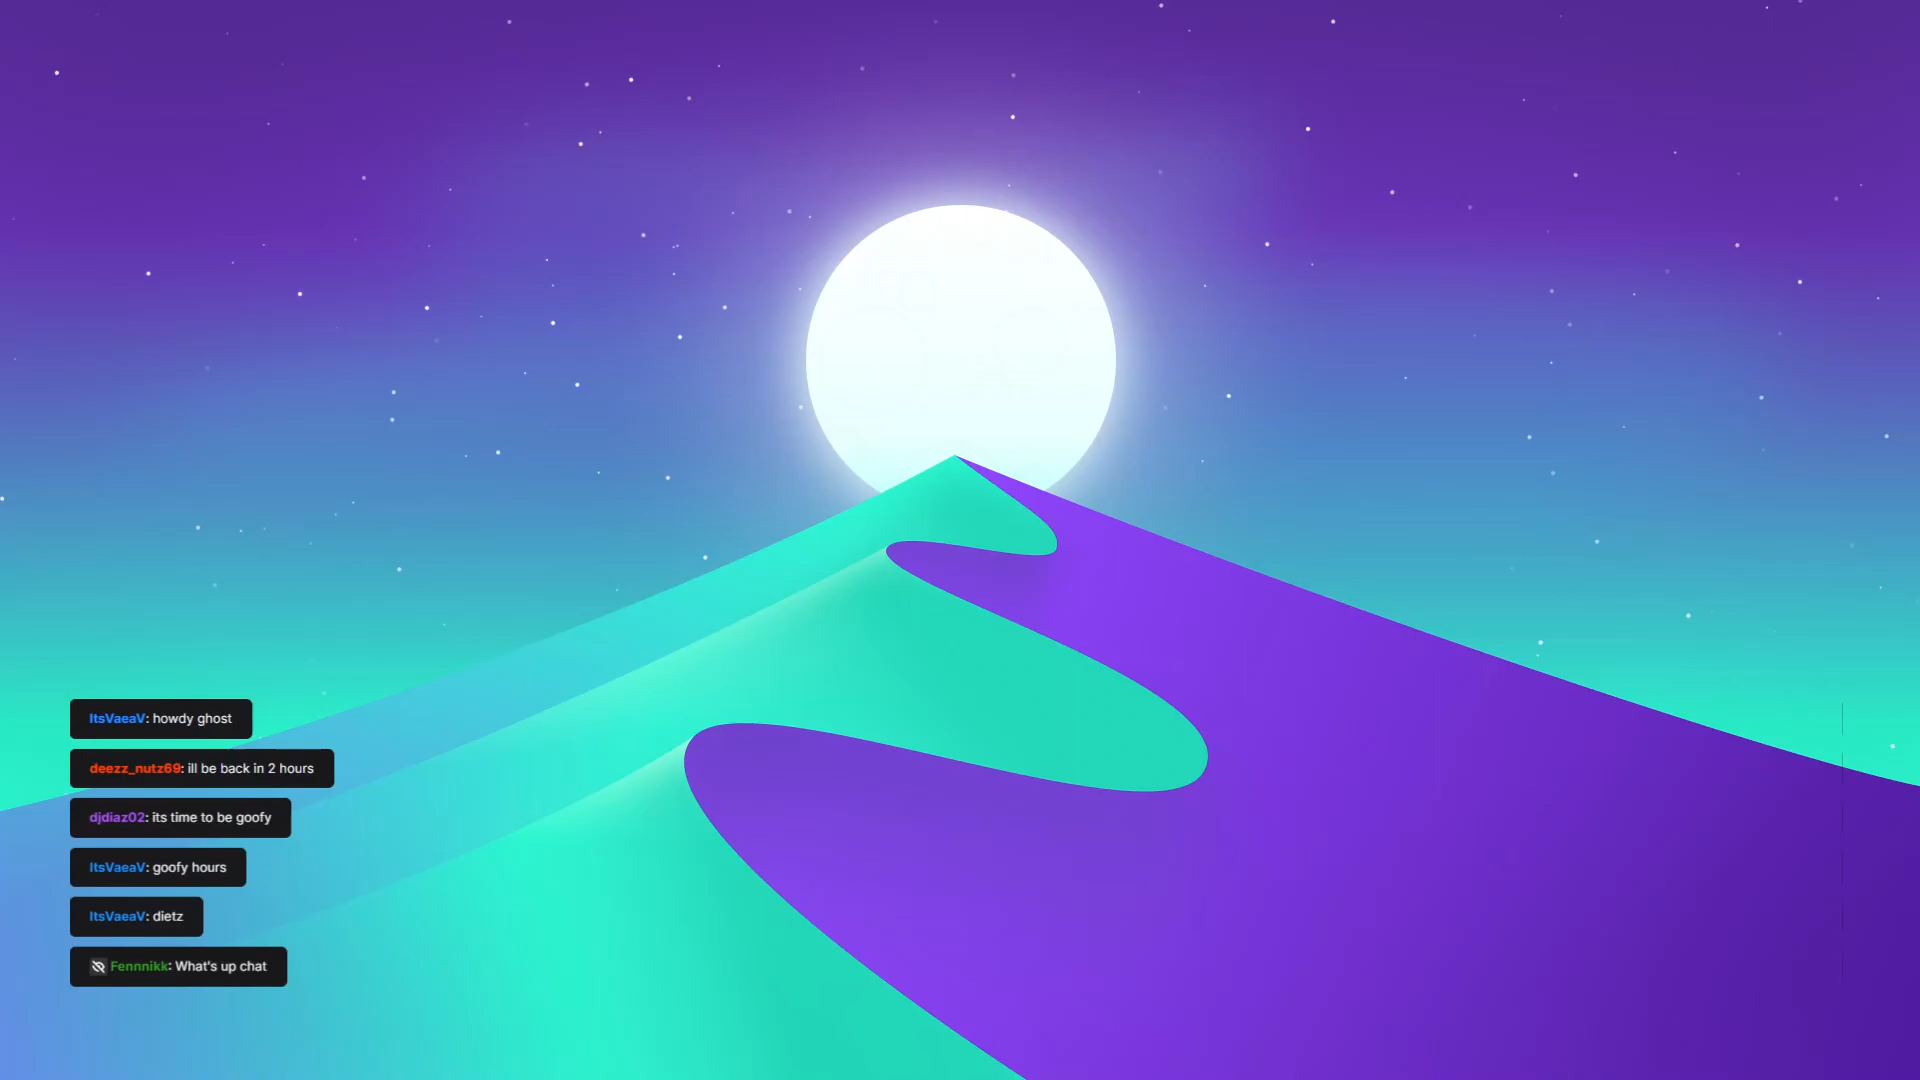 ItsVaeaV: howdy ghost
deezz_nutz69: ill be back in 2 hours
djdiaz02: its time to be goofy
ItsVaeaV: goofy hours
ItsVaeaV: dietz
Fennnikk: What's up chat